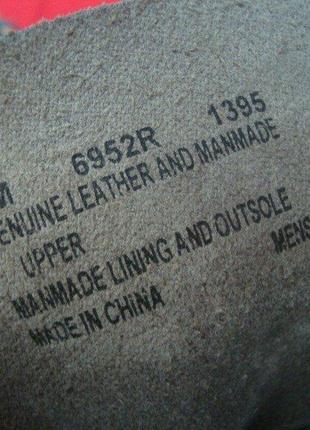 M 6952R 1395
ENUINE LEATHER AND MANMADE
UPPER
MANMADE LINING AND OUTSOLE
MADE IN CHINA MENS